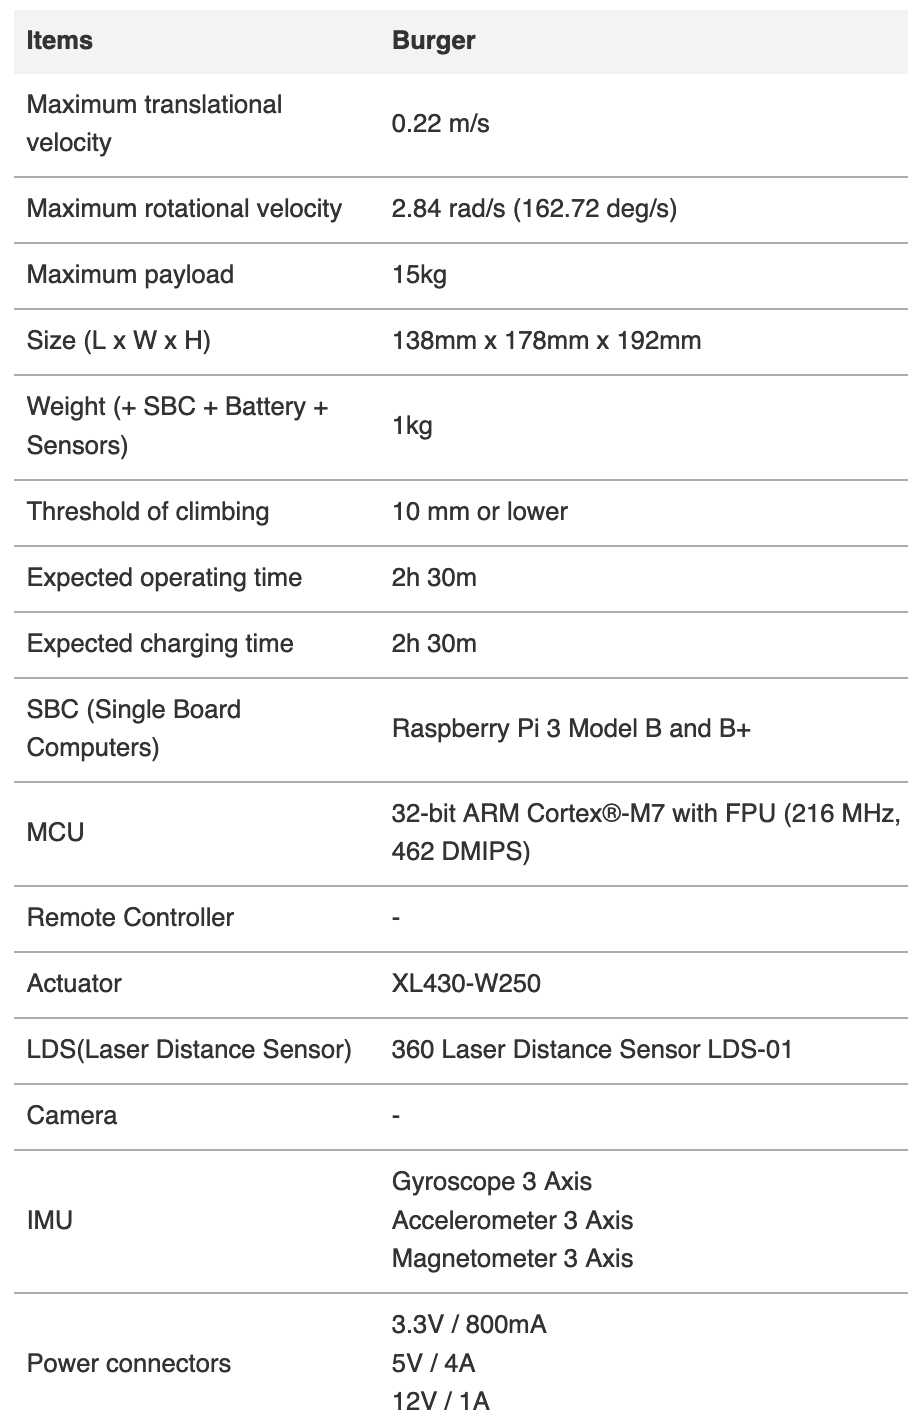 Items Burger
Maximum translational
velocity
0.22 m/s
Maximum rotational velocity 2.84 rad/s (162.72 deg/s)
Maximum payload 15kg
Size (L x W x H) 138mm x 178mm x 192mm
Weight (+ SBC + Battery +
Sensors)
1kg
Threshold of climbing 10 mm or lower
Expected operating time 2h 30m
Expected charging time 2h 30m
SBC (Single Board
Computers)
Raspberry Pi 3 Model B and B+
MCU
32-bit ARM Cortex®-M7 with FPU (216 MHz,
462 DMIPS)
Remote Controller -
Actuator XL430-W250
LDS(Laser Distance Sensor) 360 Laser Distance Sensor LDS-01
Camera -
IMU
Gyroscope 3 Axis
Accelerometer 3 Axis
Magnetometer 3 Axis
Power connectors
3.3V / 800mA
5V / 4A
12V / 1A